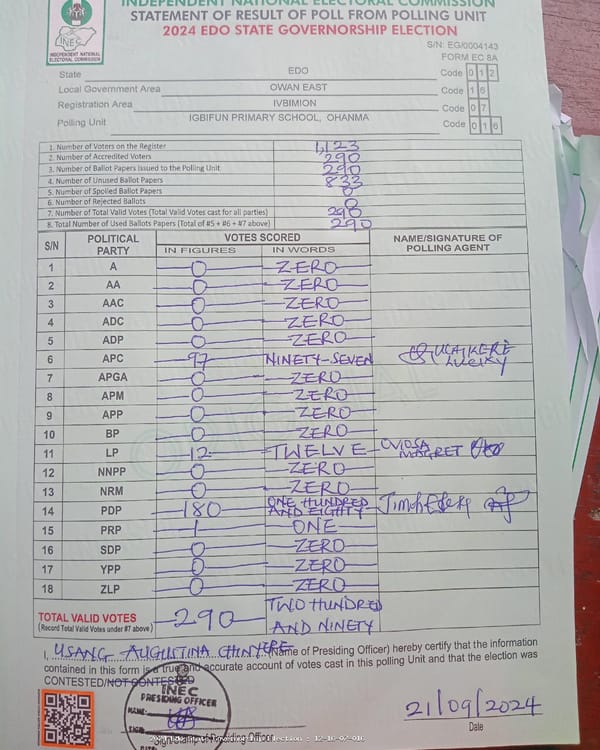 INDEPENDENT NATIONAL ELECTORAL COMMISSION
STATEMENT OF RESULT OF POLL FROM POLLING UNIT
2024 EDO STATE GOVERNORSHIP ELECTION
INEC
INDEPENDENT NATIONAL
ELECTORAL COMMISSION
S/N: EG/0004143
FORM EC 8A
State EDO Code 0 1 2
Local Government Area OWAN EAST Code 1 6
Registration Area IVBIMION Code 0 7
Polling Unit IGBIFUN PRIMARY SCHOOL, OHANMA Code 0 1 6
1. Number of Voters on the Register 1,123
2. Number of Accredited Voters 290
3. Number of Ballot Papers Issued to the Polling Unit 290
4. Number of Unused Ballot Papers 833
5. Number of Spoiled Ballot Papers 0
6. Number of Rejected Ballots 0
7. Number of Total Valid Votes (Total Valid Votes cast for all parties) 290
8. Total Number of Used Ballots Papers (Total of #5 + #6 + #7 above) 290
S/N POLITICAL PARTY VOTES SCORED NAME/SIGNATURE OF POLLING AGENT
IN FIGURES IN WORDS
1 A 0 ZERO
2 AA 0 ZERO
3 AAC 0 ZERO
4 ADC 0 ZERO
5 ADP 0 ZERO
6 APC 97 NINETY-SEVEN LUCKY
7 APGA 0 ZERO
8 APM 0 ZERO
9 APP 0 ZERO
10 BP 0 ZERO
11 LP 12 TWELVE OVIOSA MAGRET
12 NNPP 0 ZERO
13 NRM 0 ZERO
14 PDP 180 ONE HUNDRED AND EIGHTY
15 PRP 1 ONE
16 SDP 0 ZERO
17 YPP 0 ZERO
18 ZLP 0 ZERO
TOTAL VALID VOTES 290 TWO HUNDRED AND NINETY
(Record Total Valid Votes under #7 above)
I, USANG AUGUSTINA CHINYERE (Name of Presiding Officer) hereby certify that the information
contained in this form is a true and accurate account of votes cast in this polling Unit and that the election was
CONTESTED/NOT CONTESTED
INEC
PRESIDING OFFICER
NAME:
SIGN:
DATE:
Sign/Stamp of Presiding Officer
21/09/2024
Date